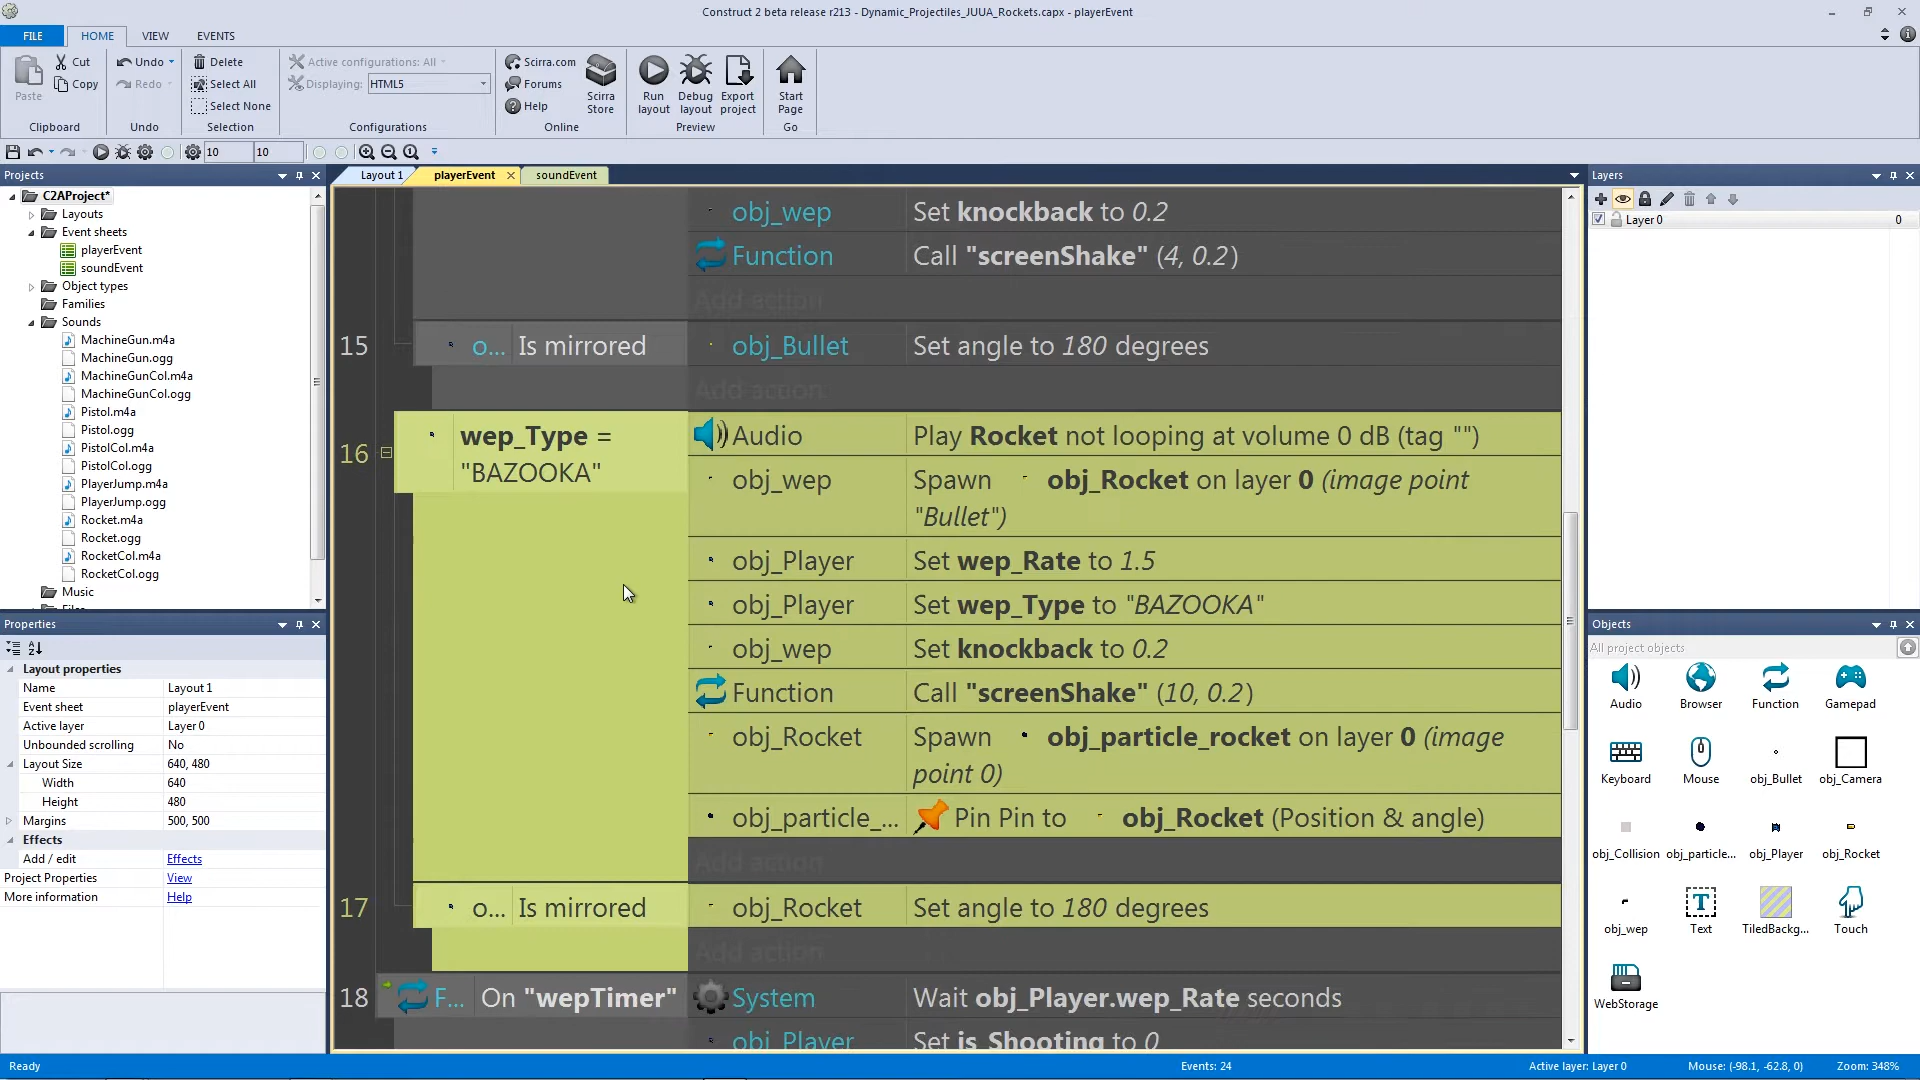 Construct 2 beta release r213 - Dynamic_Projectiles_JUUA_Rockets.capx - playerEvent
FILE HOME VIEW EVENTS
Paste
Cut
Copy
Clipboard
Undo
Redo
Undo
Delete
Select All
Select None
Selection
Active configurations: All
Displaying: HTML5
Configurations
Scirra.com
Forums
Help
Scirra
Store
Online
Run
layout
Debug
layout
Export
project
Preview
Start
Page
Go
10 10
Projects
C2AProject*
Layouts
Event sheets
playerEvent
soundEvent
Object types
Families
Sounds
MachineGun.m4a
MachineGun.ogg
MachineGunCol.m4a
MachineGunCol.ogg
Pistol.m4a
Pistol.ogg
PistolCol.m4a
PistolCol.ogg
PlayerJump.m4a
PlayerJump.ogg
Rocket.m4a
Rocket.ogg
RocketCol.m4a
RocketCol.ogg
Music
Properties
Layout properties
Name Layout 1
Event sheet playerEvent
Active layer Layer 0
Unbounded scrolling No
Layout Size 640, 480
Width 640
Height 480
Margins 500, 500
Effects
Add / edit Effects
Project Properties View
More information Help
Layout 1 playerEvent soundEvent
obj_wep Set knockback to 0.2
Function Call "screenShake" (4, 0.2)
Add action
15 o... Is mirrored obj_Bullet Set angle to 180 degrees
Add action
16 wep_Type =
"BAZOOKA"
Audio Play Rocket not looping at volume 0 dB (tag "")
obj_wep Spawn obj_Rocket on layer 0 (image point
"Bullet")
obj_Player Set wep_Rate to 1.5
obj_Player Set wep_Type to "BAZOOKA"
obj_wep Set knockback to 0.2
Function Call "screenShake" (10, 0.2)
obj_Rocket Spawn obj_particle_rocket on layer 0 (image
point 0)
obj_particle_... Pin Pin to obj_Rocket (Position & angle)
Add action
17 o... Is mirrored obj_Rocket Set angle to 180 degrees
Add action
18 F... On "wepTimer" System Wait obj_Player.wep_Rate seconds
obj_Player Set is_Shooting to 0
Layers
Layer 0 0
Objects
All project objects
Audio Browser Function Gamepad
Keyboard Mouse obj_Bullet obj_Camera
obj_Collision obj_particle... obj_Player obj_Rocket
obj_wep Text TiledBackg... Touch
WebStorage
Ready Events: 24 Active layer: Layer 0 Mouse: (-98.1, -62.8, 0) Zoom: 348%